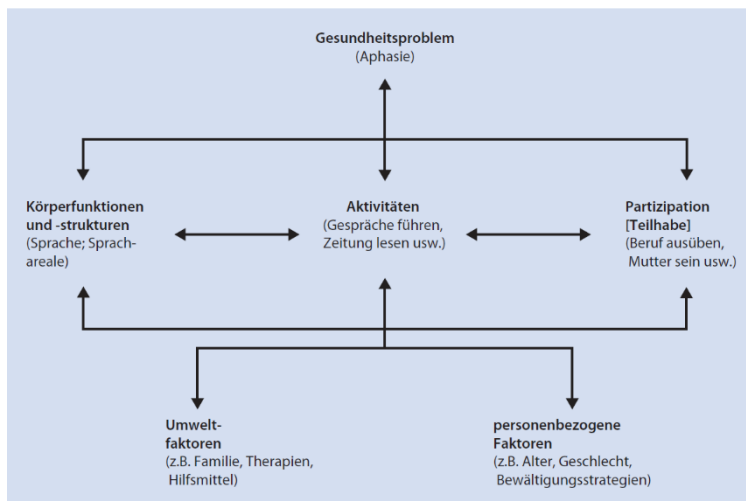 Gesundheitsproblem
(Aphasie)
Körperfunktionen
und -strukturen
(Sprache; Sprach-
areale)
Aktivitäten
(Gespräche führen,
Zeitung lesen usw.)
Partizipation
[Teilhabe]
(Beruf ausüben,
Mutter sein usw.)
Umwelt-
faktoren
(z.B. Familie, Therapien,
Hilfsmittel)
personenbezogene
Faktoren
(z.B. Alter, Geschlecht,
Bewältigungsstrategien)